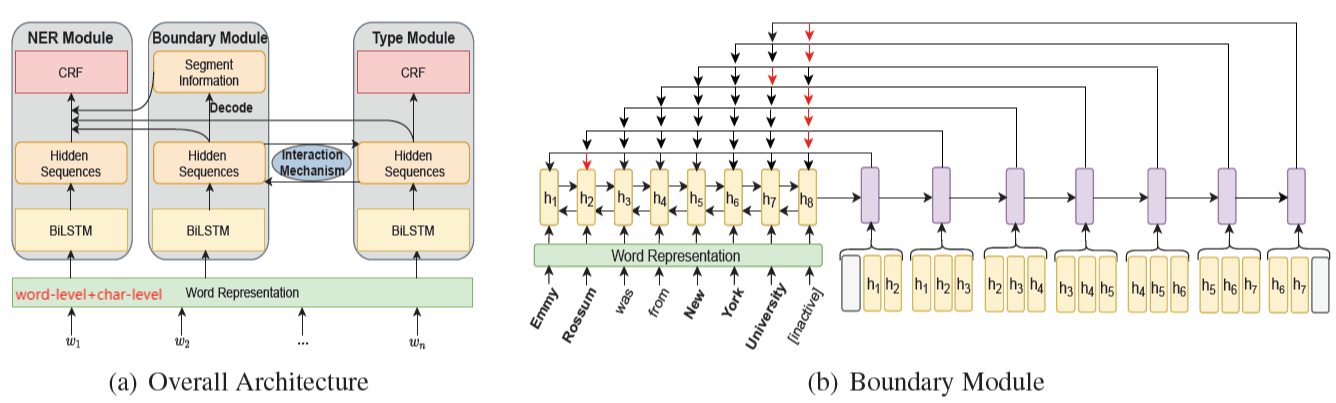 NER Module
Boundary Module
Type Module
CRF
Segment
Information
CRF
Decode
Hidden
Sequences
Hidden
Sequences
Interaction
Mechanism
Hidden
Sequences
BiLSTM
BiLSTM
BiLSTM
word-level+char-level Word Representation
w1
w2
...
wn
(a) Overall Architecture
h1 h2 h3 h4 h5 h6 h7 h8
Word Representation
Emmy
Rossum
was
from
New
York
University
[inactive]
h1 h2
h1 h2 h3
h2 h3 h4
h3 h4 h5
h4 h5 h6
h5 h6 h7
h6 h7
(b) Boundary Module